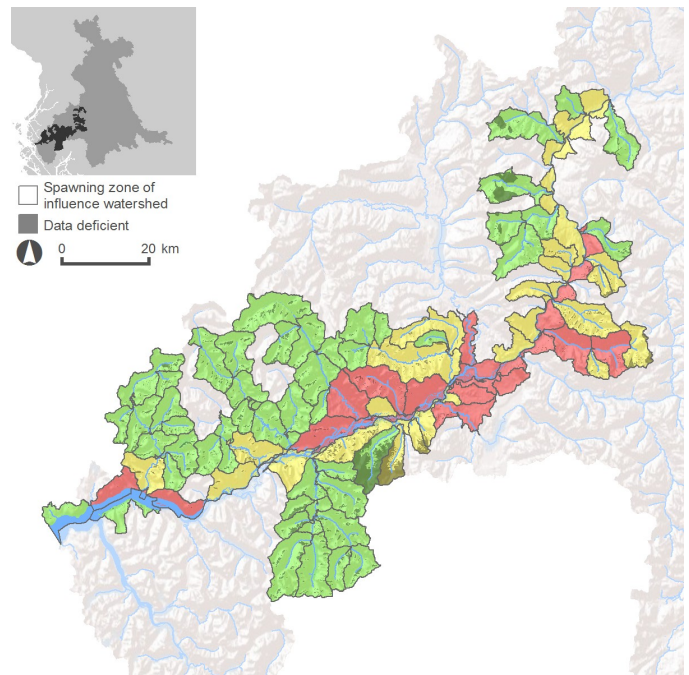 Spawning zone of
influence watershed
Data deficient
0 20 km